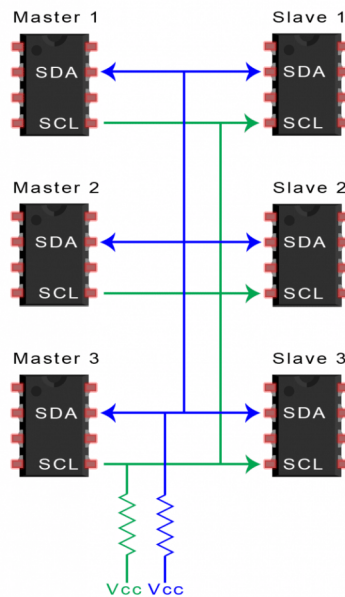 Master 1 Slave 1
SDA SDA
SCL SCL
Master 2 Slave 2
SDA SDA
SCL SCL
Master 3 Slave 3
SDA SDA
SCL SCL
Vcc Vcc